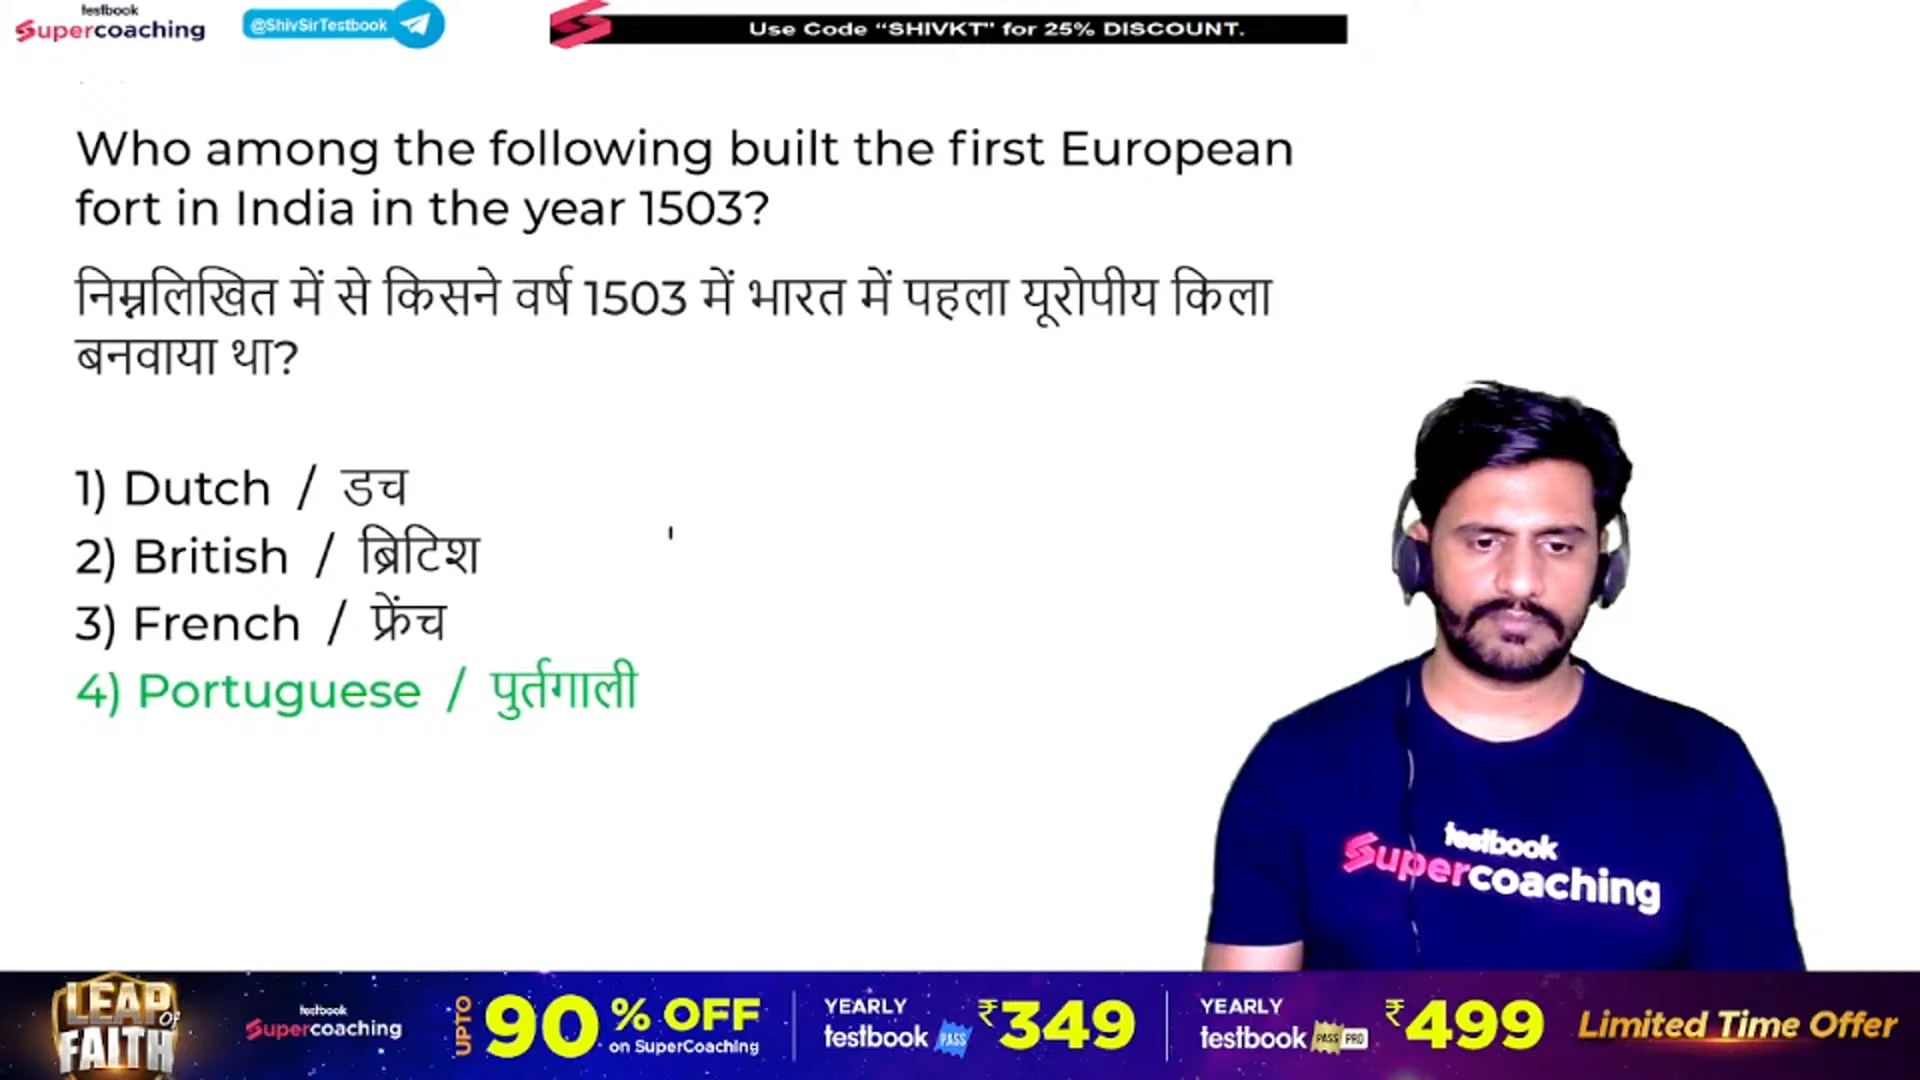 testbook
Supercoaching
@ShivSirTestbook
Use Code “SHIVKT” for 25% DISCOUNT.
Who among the following built the first European
fort in India in the year 1503?
निम्नलिखित में से किसने वर्ष 1503 में भारत में पहला यूरोपीय किला
बनवाया था?
1) Dutch / डच
2) British / ब्रिटिश
3) French / फ्रेंच
4) Portuguese / पुर्तगाली
testbook
Supercoaching
LEAP OF
FAITH
testbook
Supercoaching
UPTO 90% OFF
on SuperCoaching
YEARLY
testbook PASS ₹349
YEARLY
testbook PASS PRO ₹499
Limited Time Offer